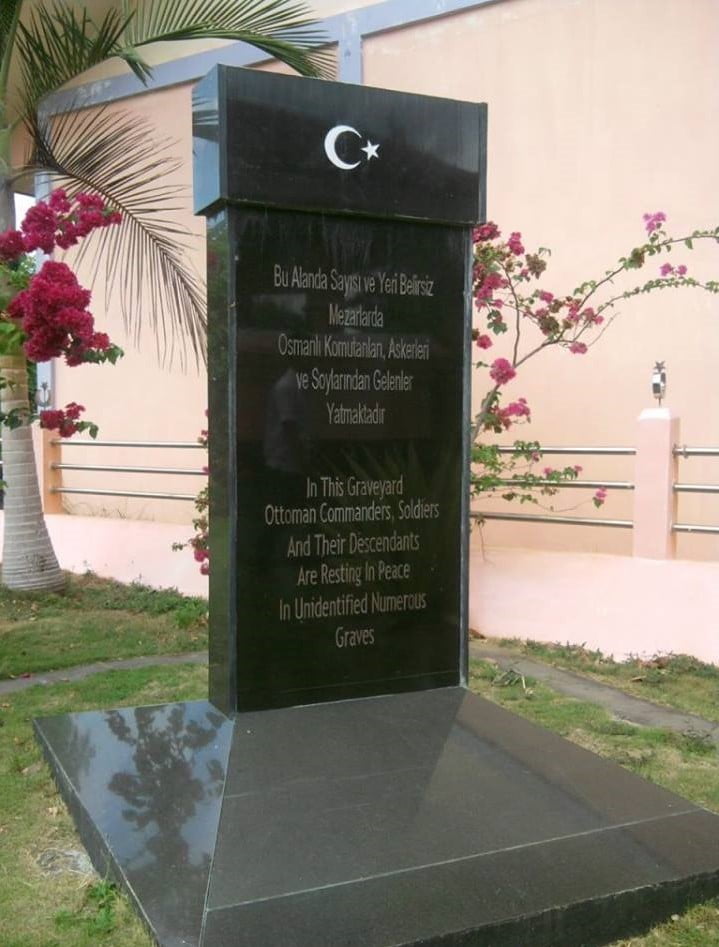 Bu Alanda Sayısı ve Yeri Belirsiz
Mezarlarda
Osmanlı Komutanları, Askerleri
ve Soylarından Gelenler
Yatmaktadır
In This Graveyard
Ottoman Commanders, Soldiers
And Their Descendants
Are Resting In Peace
In Unidentified Numerous
Graves